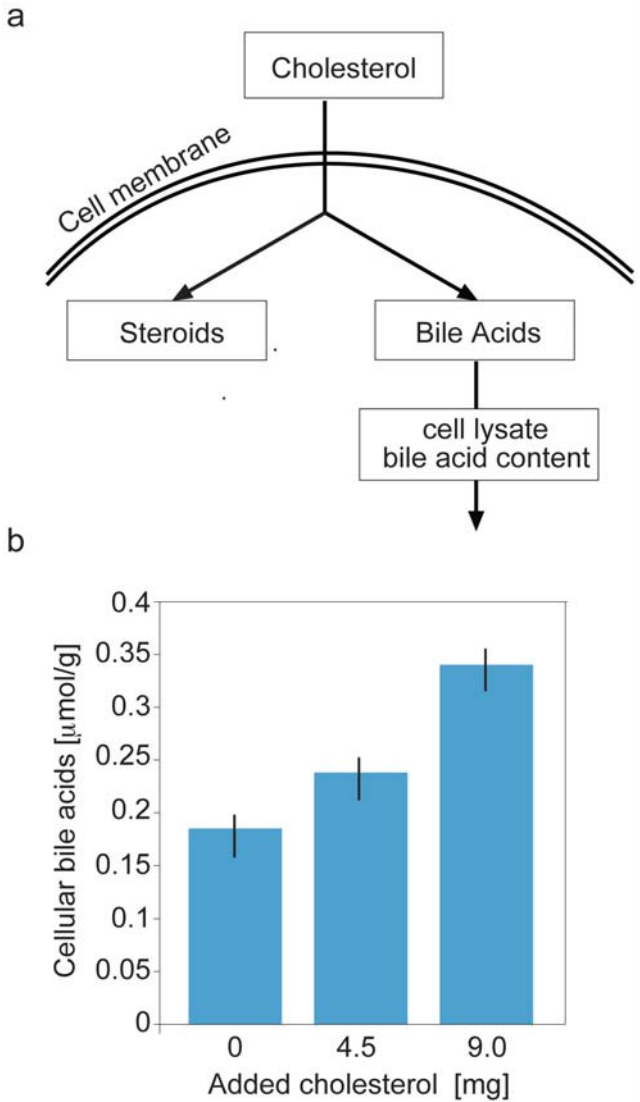 a
Cholesterol
Cell membrane
Steroids
Bile Acids
cell lysate
bile acid content
b
Cellular bile acids [μmol/g]
0.4
0.35
0.3
0.25
0.2
0.15
0.1
0.05
0
0 4.5 9.0
Added cholesterol [mg]